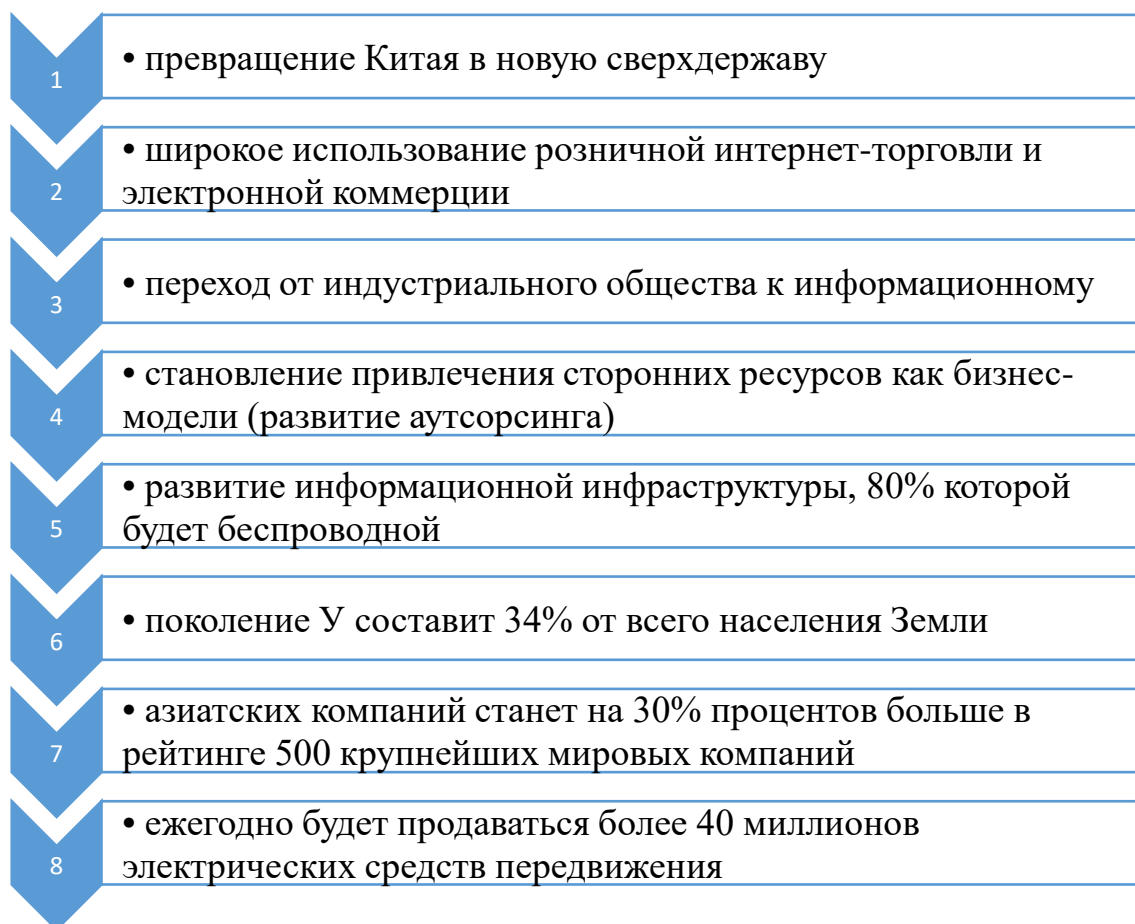 1
• превращение Китая в новую сверхдержаву
2
• широкое использование розничной интернет-торговли и
электронной коммерции
3
• переход от индустриального общества к информационному
4
• становление привлечения сторонних ресурсов как бизнес-
модели (развитие аутсорсинга)
5
• развитие информационной инфраструктуры, 80% которой
будет беспроводной
6
• поколение У составит 34% от всего населения Земли
7
• азиатских компаний станет на 30% процентов больше в
рейтинге 500 крупнейших мировых компаний
8
• ежегодно будет продаваться более 40 миллионов
электрических средств передвижения